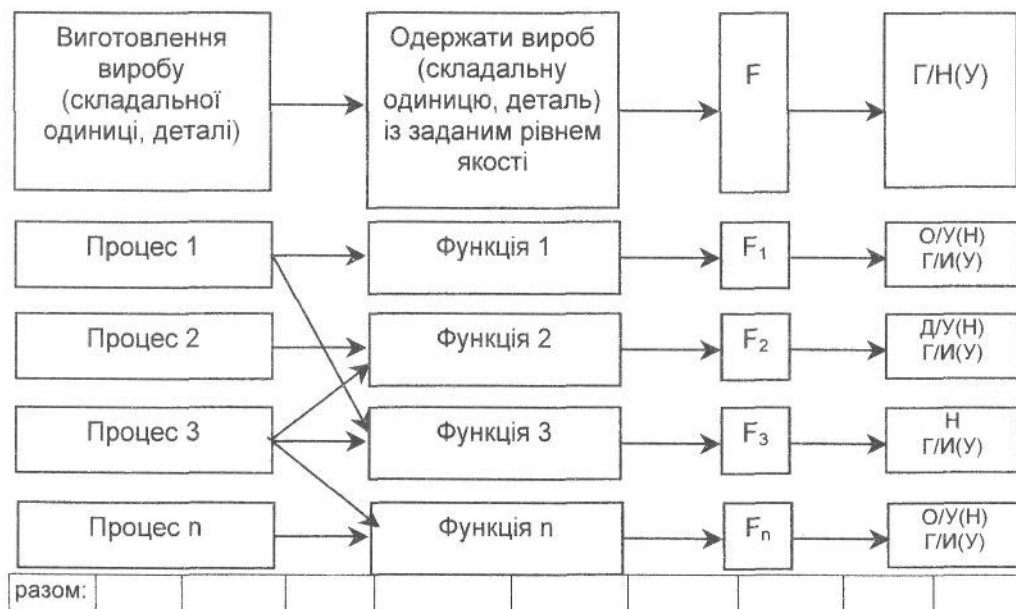 Виготовлення
виробу
(складальної
одиниці, деталі)
Одержати вироб
(складальну
одиницю, деталь)
із заданим рівнем
якості
F
Г/Н(У)
Процес 1
Функція 1
F₁
О/У(Н)
Г/И(У)
Процес 2
Функція 2
F₂
Д/У(Н)
Г/И(У)
Процес 3
Функція 3
F₃
Н
Г/И(У)
Процес n
Функція n
Fₙ
О/У(Н)
Г/И(У)
разом: